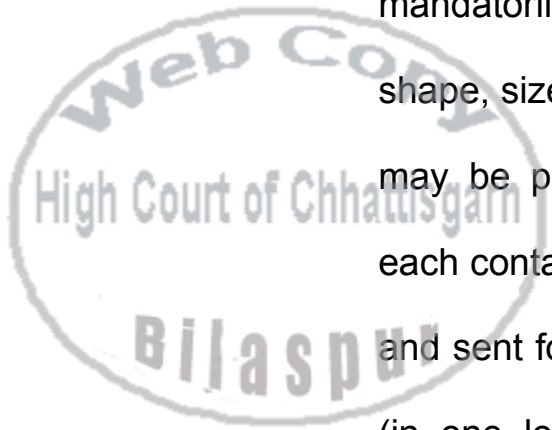 mandatoril
shape, size
may be p
each conta
and sent fo
(in one lo
Web Copy
High Court of Chhattisgarh
Bilaspur